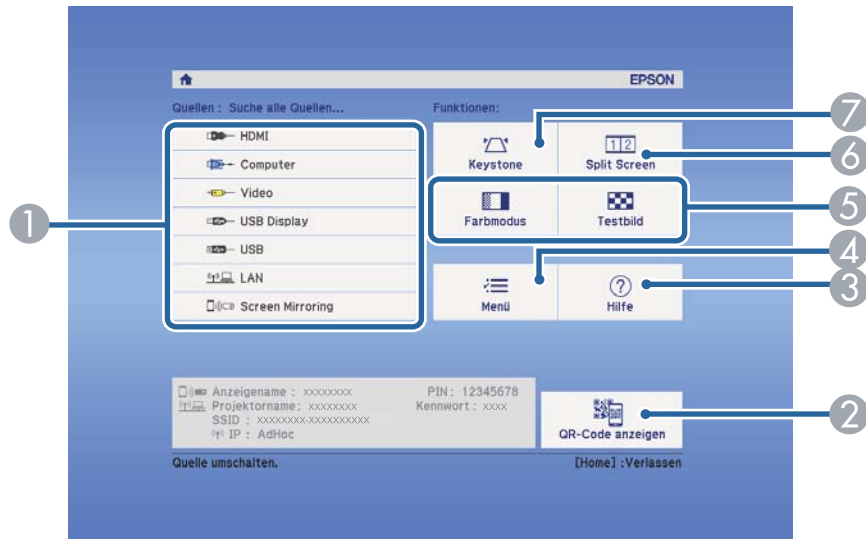 EPSON
Quellen : Suche alle Quellen...
Funktionen:
HDMI
Computer
Video
USB Display
USB
LAN
Screen Mirroring
Keystone
1 2
Split Screen
Farbmodus
Testbild
Menü
?
Hilfe
Anzeigename : xxxxxxxx
PIN : 12345678
Projektorname: xxxxxxxx
Kennwort : xxxx
SSID : xxxxxxxx-xxxxxxxxxx
IP : AdHoc
QR-Code anzeigen
Quelle umschalten.
[Home] :Verlassen
1
7
6
5
4
3
2